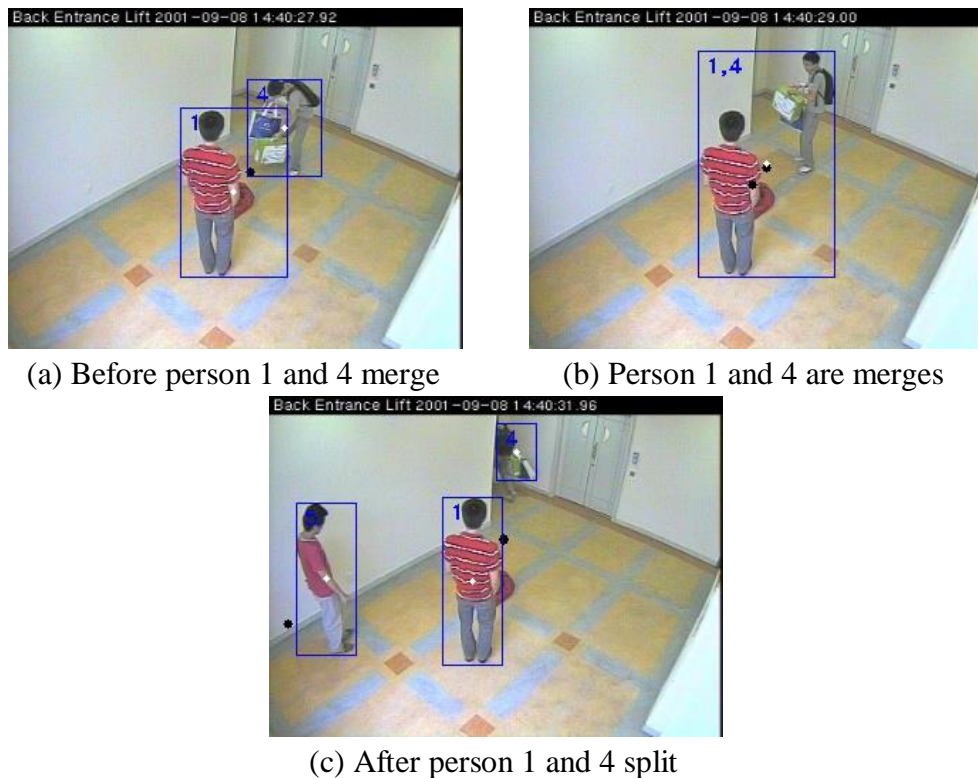 Back Entrance Lift 2001-09-08 14:40:27.92
4
1
(a) Before person 1 and 4 merge
Back Entrance Lift 2001-09-08 14:40:29.00
1,4
(b) Person 1 and 4 are merges
Back Entrance Lift 2001-09-08 14:40:31.96
4
1
(c) After person 1 and 4 split